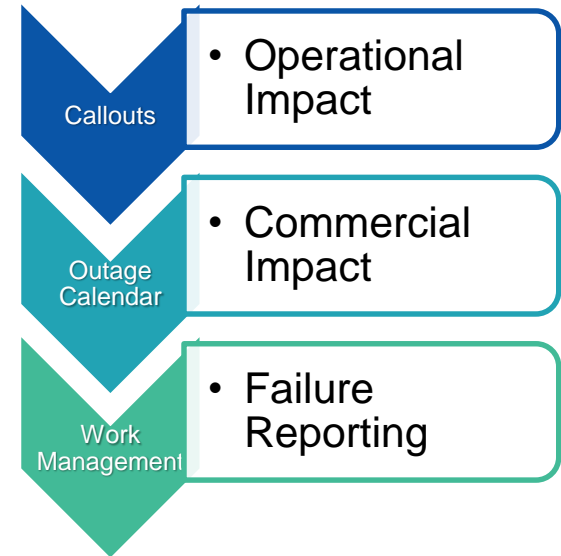 Callouts
• Operational
Impact
Outage
Calendar
• Commercial
Impact
Work
Management
• Failure
Reporting